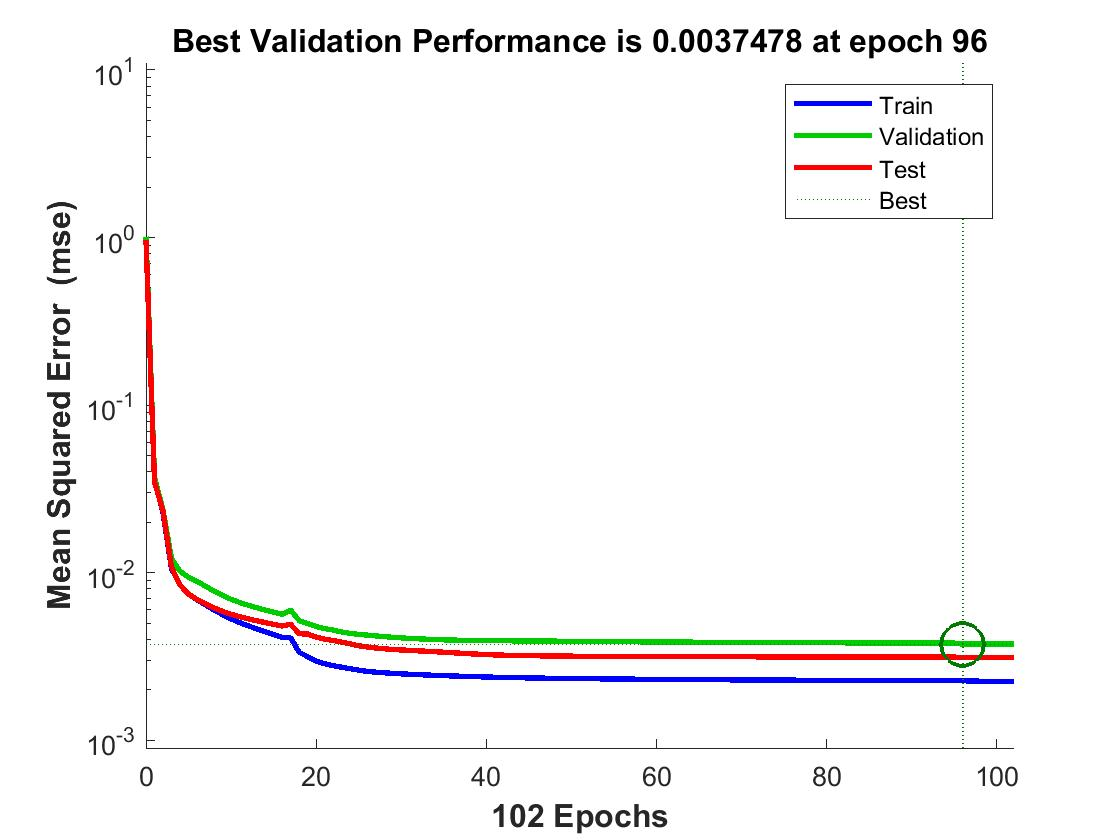 Best Validation Performance is 0.0037478 at epoch 96
Mean Squared Error (mse)
10^1
10^0
10^-1
10^-2
10^-3
Train
Validation
Test
Best
0 20 40 60 80 100
102 Epochs